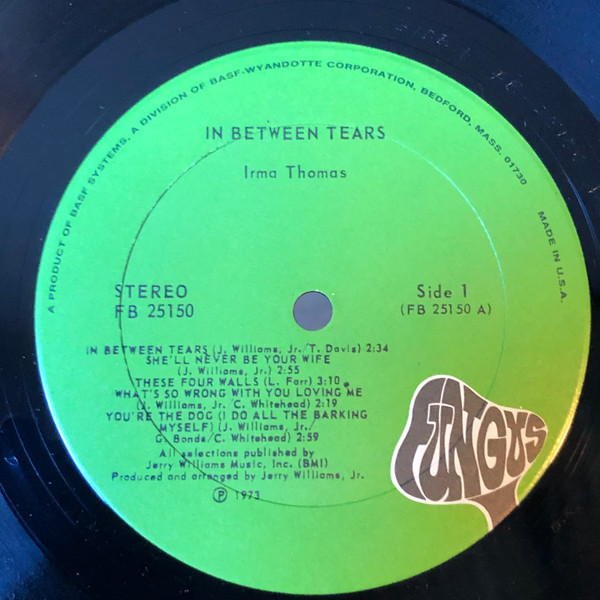 A PRODUCT OF BASF SYSTEMS, A DIVISION OF BASF-WYANDOTTE CORPORATION, BEDFORD, MASS. 01730
MADE IN U.S.A.
IN BETWEEN TEARS
Irma Thomas
STEREO
FB 25150
Side 1
(FB 25150 A)
IN BETWEEN TEARS (J. Williams, Jr./T. Davis) 2:34
SHE'LL NEVER BE YOUR WIFE
(J. Williams, Jr.) 2:55
THESE FOUR WALLS (L. Farr) 3:10
WHAT'S SO WRONG WITH YOU LOVING ME
(J. Williams, Jr./C. Whitehead) 2:19
YOU'RE THE DOG (I DO ALL THE BARKING
MYSELF) (J. Williams, Jr./
G. Bonds/C. Whitehead) 2:59
All selections published by
Jerry Williams Music, Inc. (BMI)
Produced and arranged by Jerry Williams, Jr.
Ⓟ 1973
FUNGUS